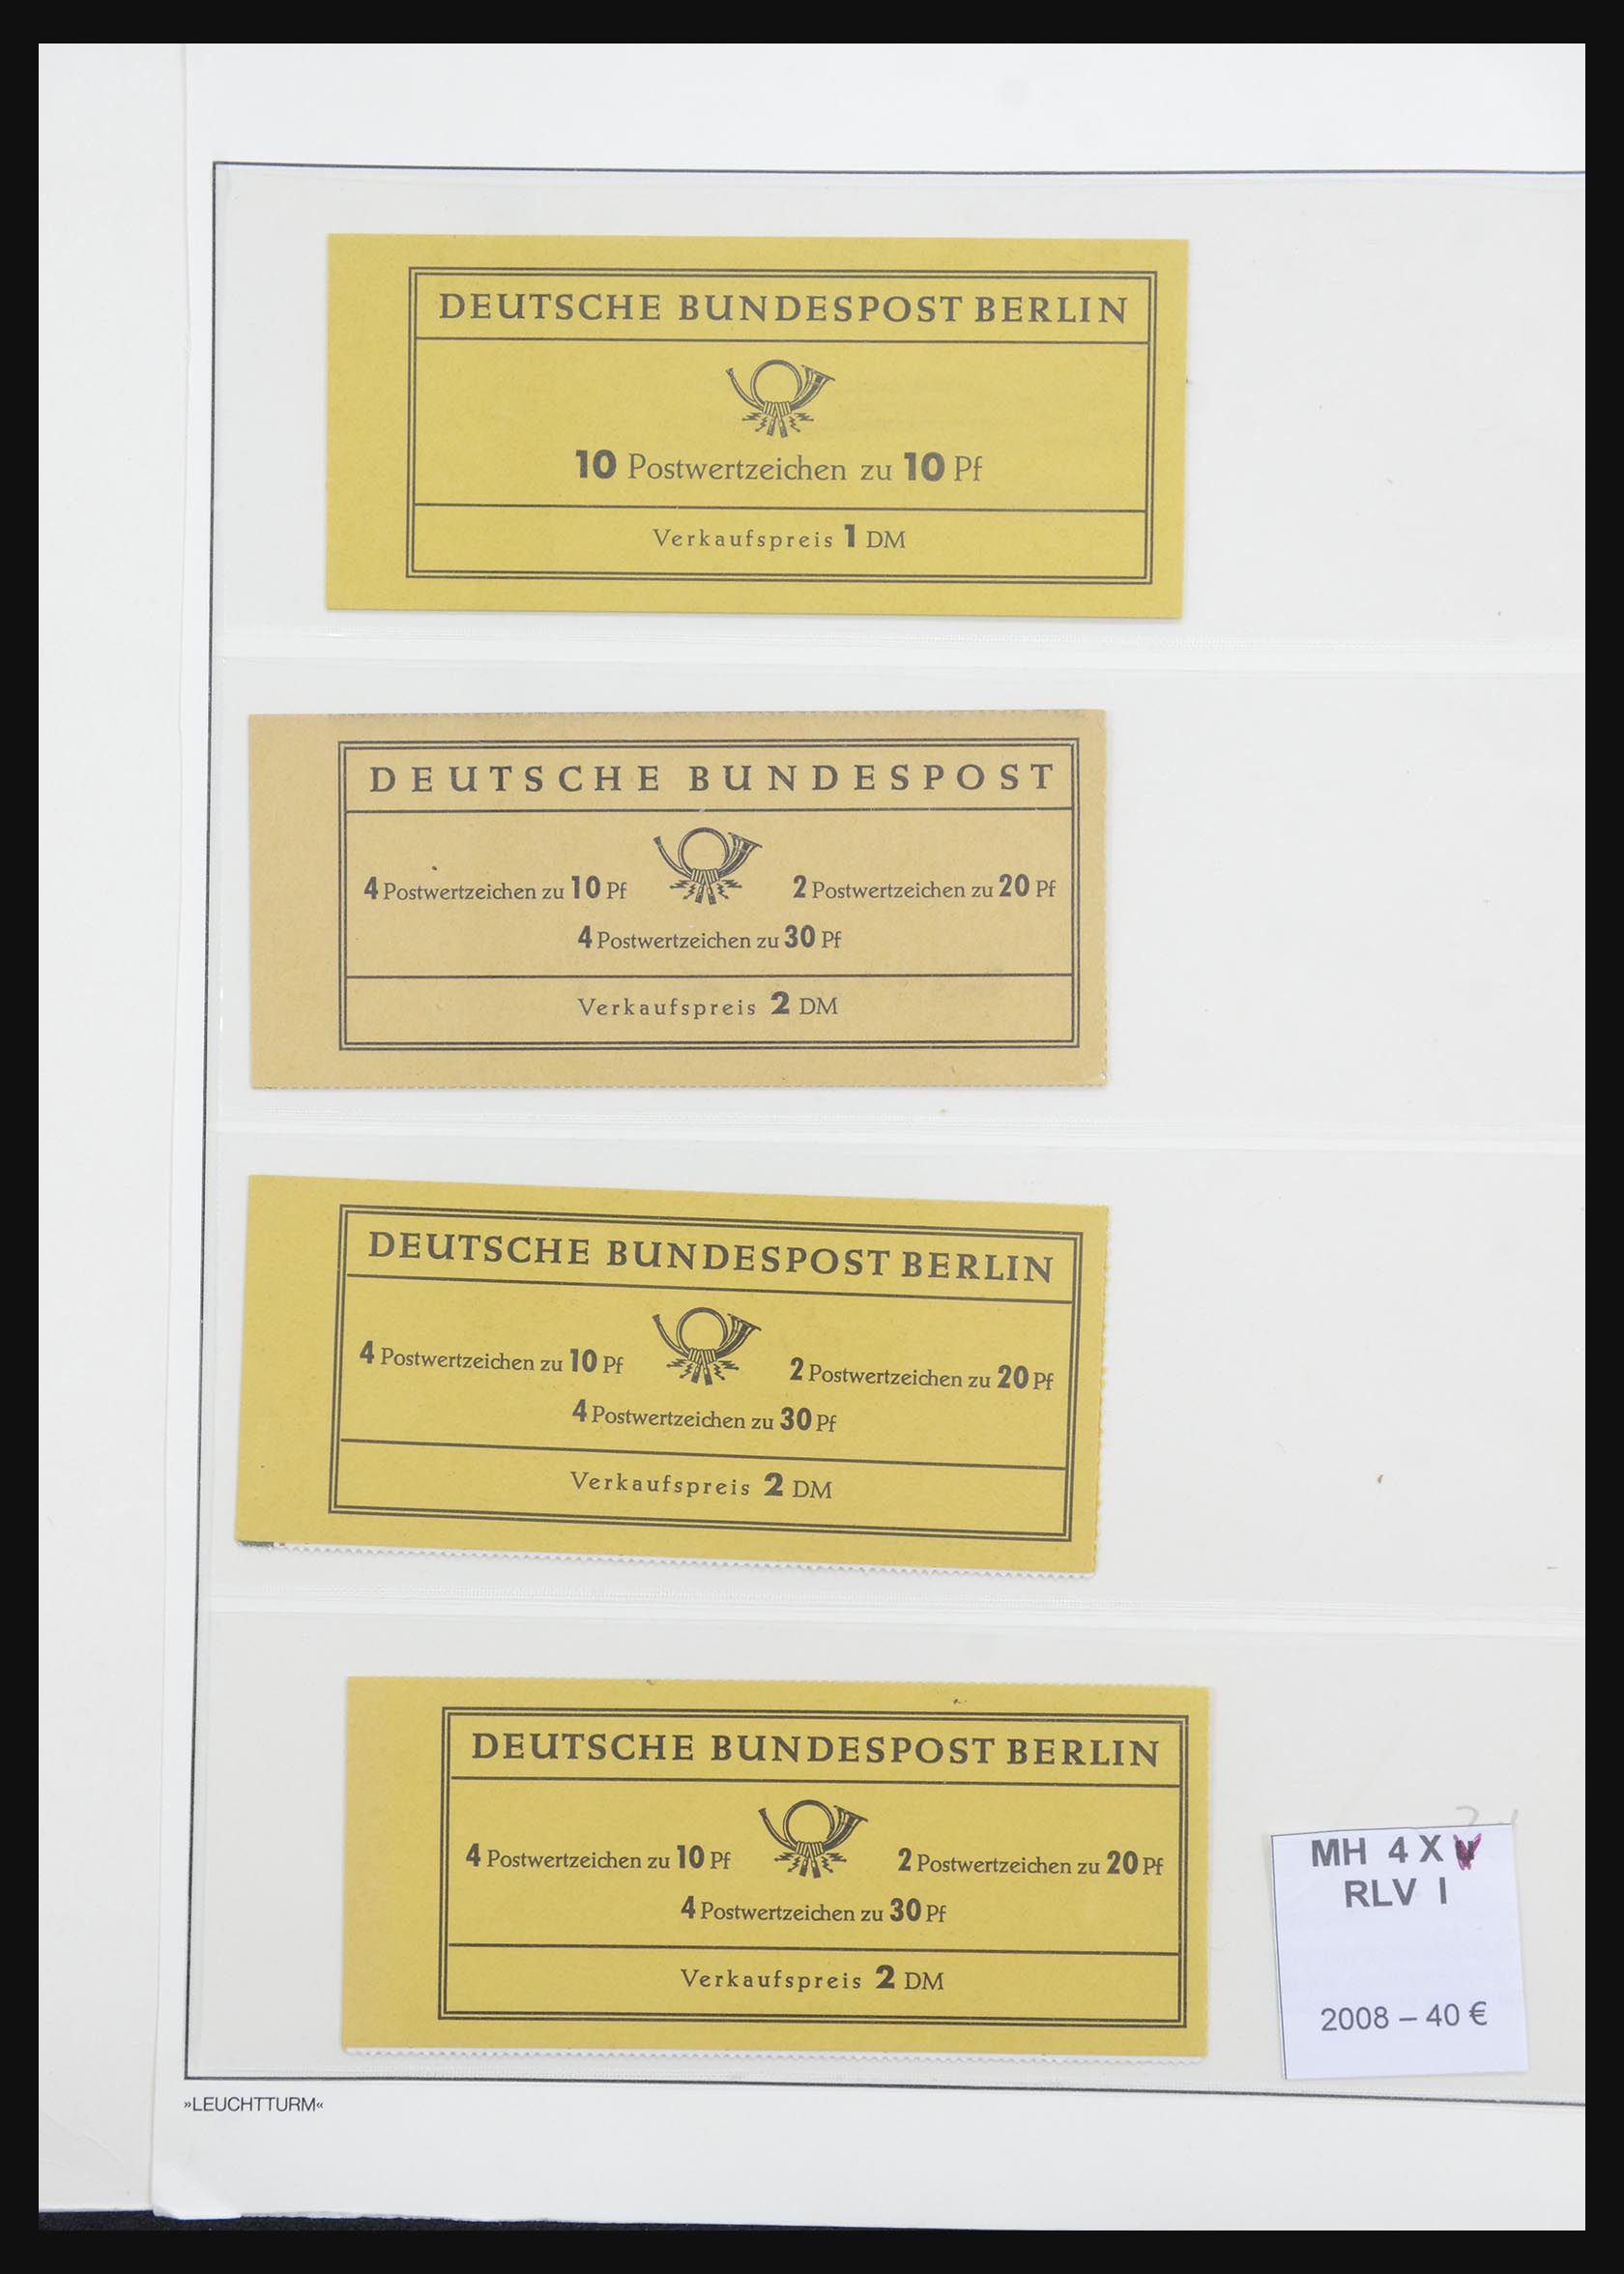 DEUTSCHE BUNDESPOST BERLIN
10 Postwertzeichen zu 10 Pf
Verkaufspreis 1 DM
DEUTSCHE BUNDESPOST
4 Postwertzeichen zu 10 Pf 2 Postwertzeichen zu 20 Pf
4 Postwertzeichen zu 30 Pf
Verkaufspreis 2 DM
DEUTSCHE BUNDESPOST BERLIN
4 Postwertzeichen zu 10 Pf 2 Postwertzeichen zu 20 Pf
4 Postwertzeichen zu 30 Pf
Verkaufspreis 2 DM
DEUTSCHE BUNDESPOST BERLIN
4 Postwertzeichen zu 10 Pf 2 Postwertzeichen zu 20 Pf
4 Postwertzeichen zu 30 Pf
Verkaufspreis 2 DM
MH 4 X
RLV I
2008 – 40 €
»LEUCHTTURM«